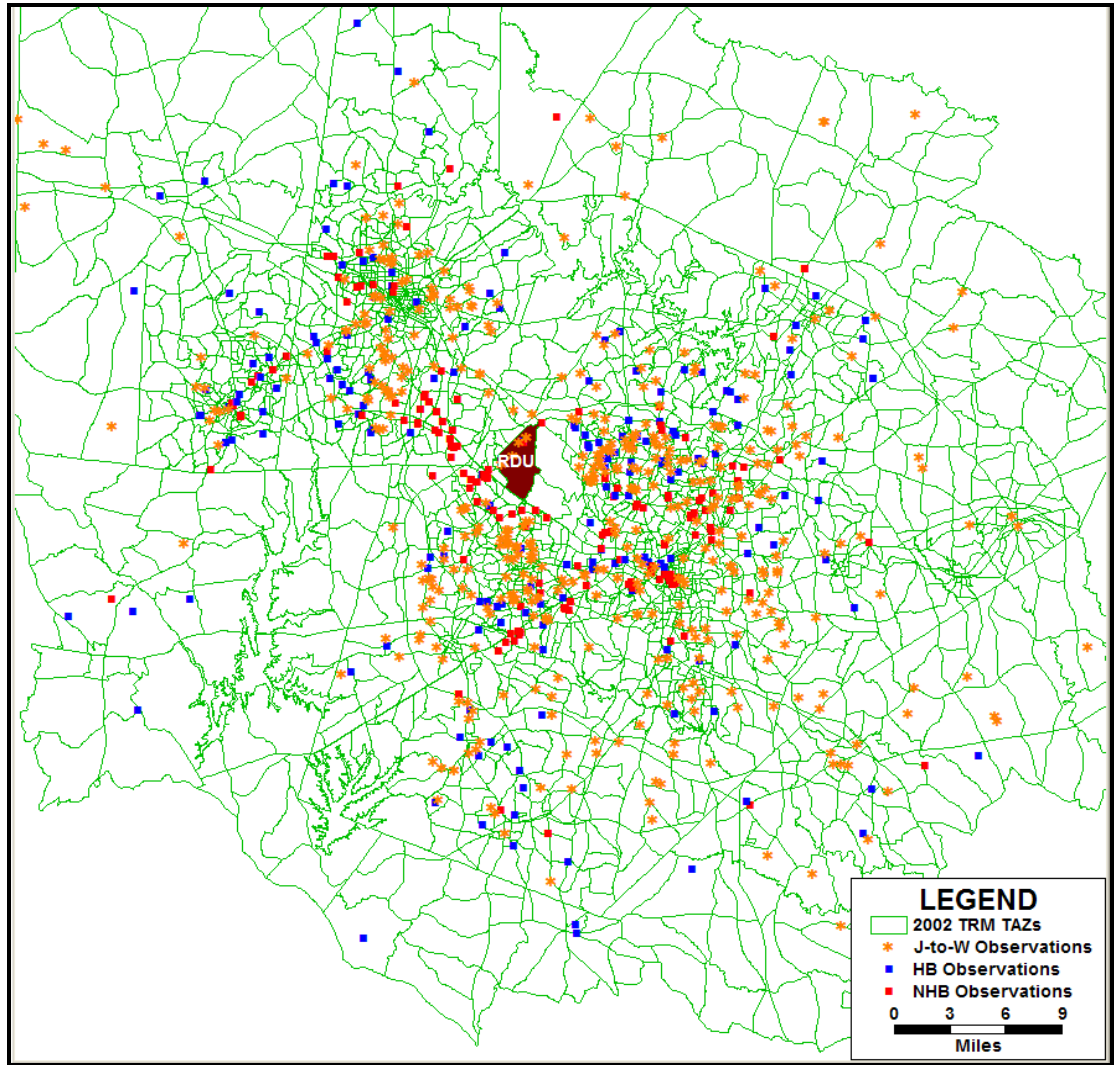 RDU
LEGEND
2002 TRM TAZs
J-to-W Observations
HB Observations
NHB Observations
0 3 6 9
Miles